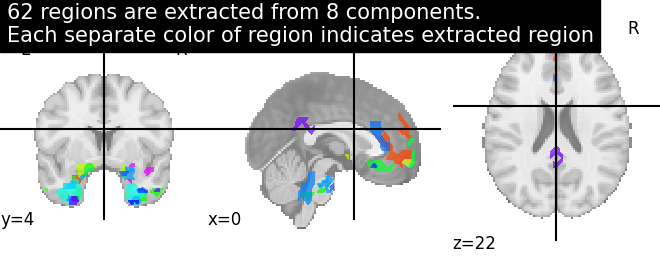 62 regions are extracted from 8 components.
Each separate color of region indicates extracted region
R
y=4
x=0
z=22